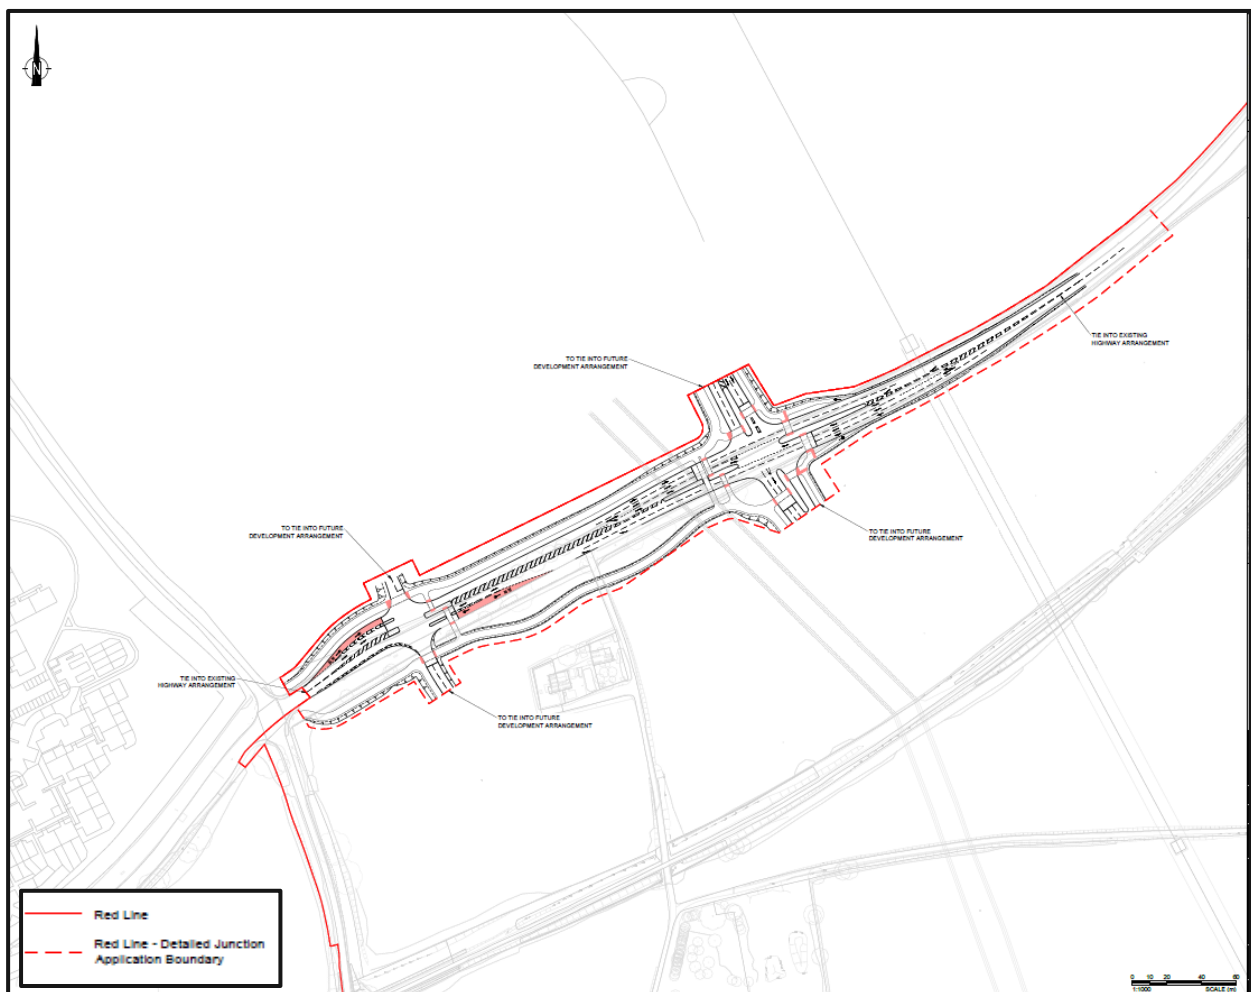 N
TO TIE INTO FUTURE
DEVELOPMENT ARRANGEMENT
TIE INTO EXISTING
HIGHWAY ARRANGEMENT
TO TIE INTO FUTURE
DEVELOPMENT ARRANGEMENT
TO TIE INTO FUTURE
DEVELOPMENT ARRANGEMENT
TIE INTO EXISTING
HIGHWAY ARRANGEMENT
TO TIE INTO FUTURE
DEVELOPMENT ARRANGEMENT
Red Line
Red Line - Detailed Junction
Application Boundary
0 10 20 40 60
1:1000 SCALE (m)